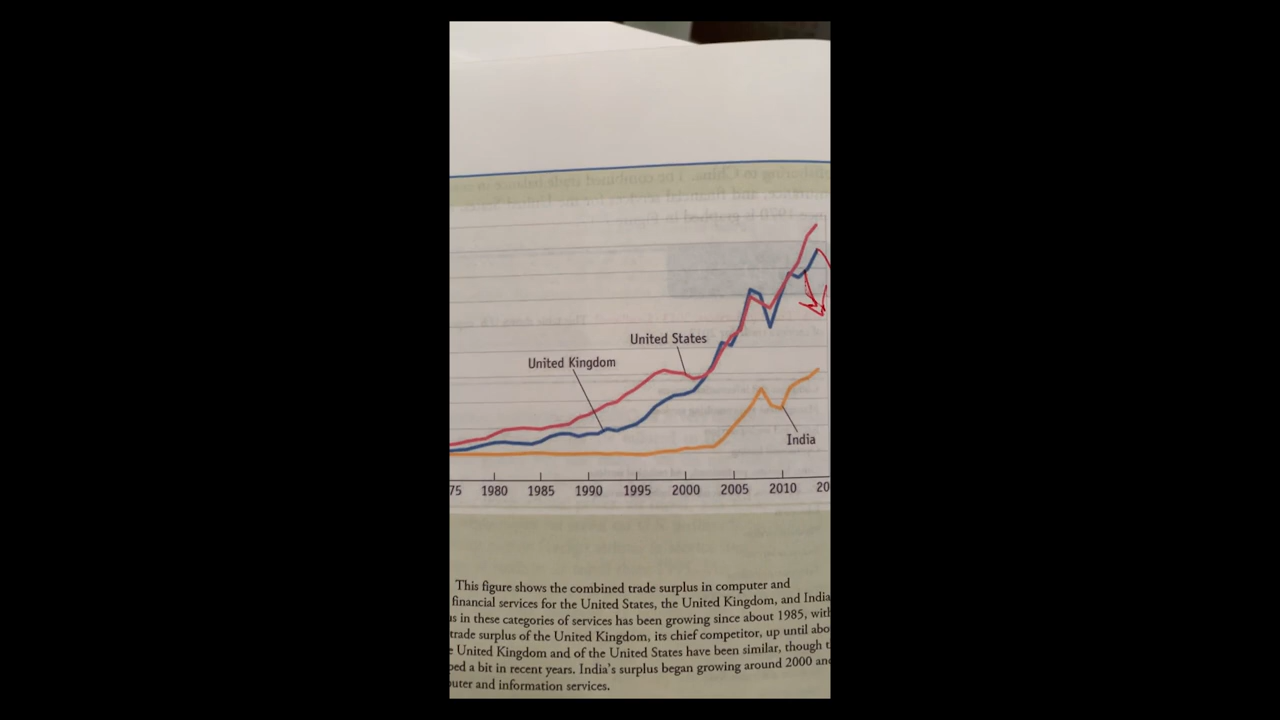 United States
United Kingdom
India
75 1980 1985 1990 1995 2000 2005 2010 20
This figure shows the combined trade surplus in computer and
financial services for the United States, the United Kingdom, and India
us in these categories of services has been growing since about 1985, with
trade surplus of the United Kingdom, its chief competitor, up until abo
e United Kingdom and of the United States have been similar, though t
ped a bit in recent years. India's surplus began growing around 2000 and
puter and information services.